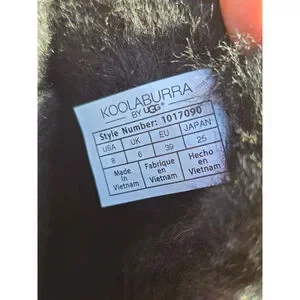 KOOLABURRA
BY UGG
Style Number: 1017090
USA UK EU JAPAN
8 6 39 25
Made in Vietnam Fabriqué en Vietnam Hecho en Vietnam